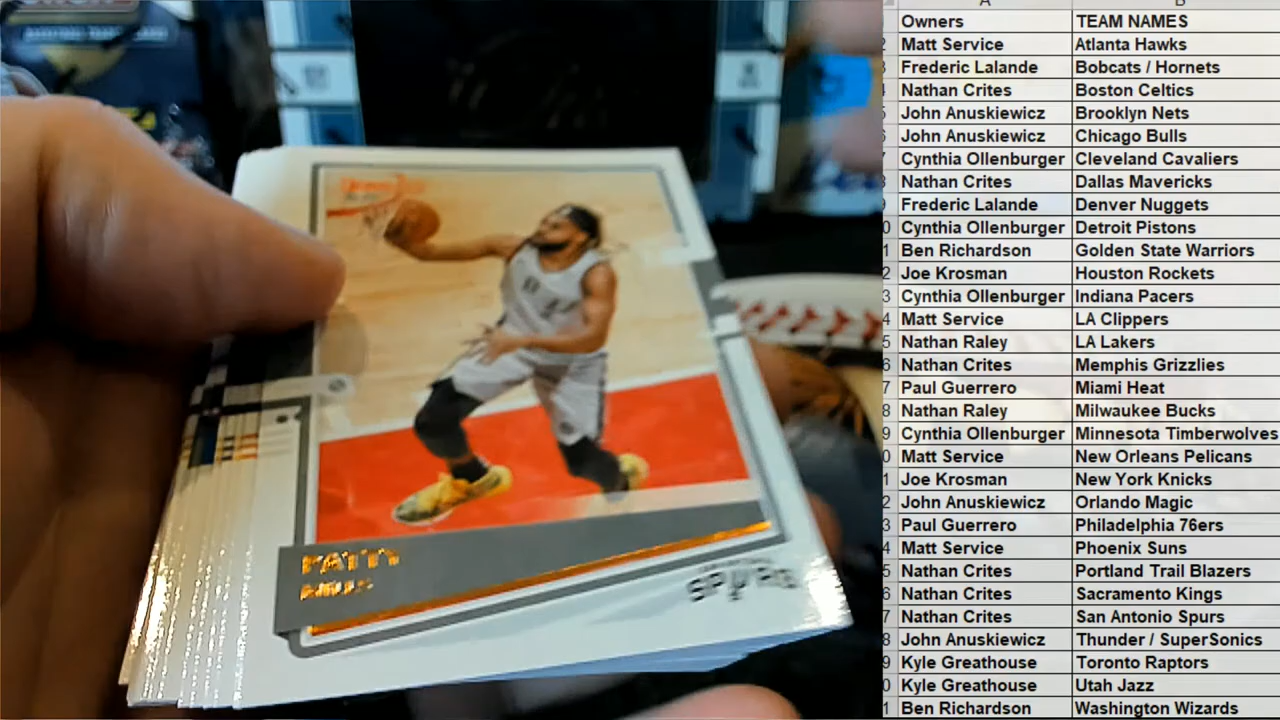 PATTY
MILLS
SPURS
A
B
Owners TEAM NAMES
Matt Service Atlanta Hawks
Frederic Lalande Bobcats / Hornets
Nathan Crites Boston Celtics
John Anuskiewicz Brooklyn Nets
John Anuskiewicz Chicago Bulls
Cynthia Ollenburger Cleveland Cavaliers
Nathan Crites Dallas Mavericks
Frederic Lalande Denver Nuggets
Cynthia Ollenburger Detroit Pistons
Ben Richardson Golden State Warriors
Joe Krosman Houston Rockets
Cynthia Ollenburger Indiana Pacers
Matt Service LA Clippers
Nathan Raley LA Lakers
Nathan Crites Memphis Grizzlies
Paul Guerrero Miami Heat
Nathan Raley Milwaukee Bucks
Cynthia Ollenburger Minnesota Timberwolves
Matt Service New Orleans Pelicans
Joe Krosman New York Knicks
John Anuskiewicz Orlando Magic
Paul Guerrero Philadelphia 76ers
Matt Service Phoenix Suns
Nathan Crites Portland Trail Blazers
Nathan Crites Sacramento Kings
Nathan Crites San Antonio Spurs
John Anuskiewicz Thunder / SuperSonics
Kyle Greathouse Toronto Raptors
Kyle Greathouse Utah Jazz
Ben Richardson Washington Wizards